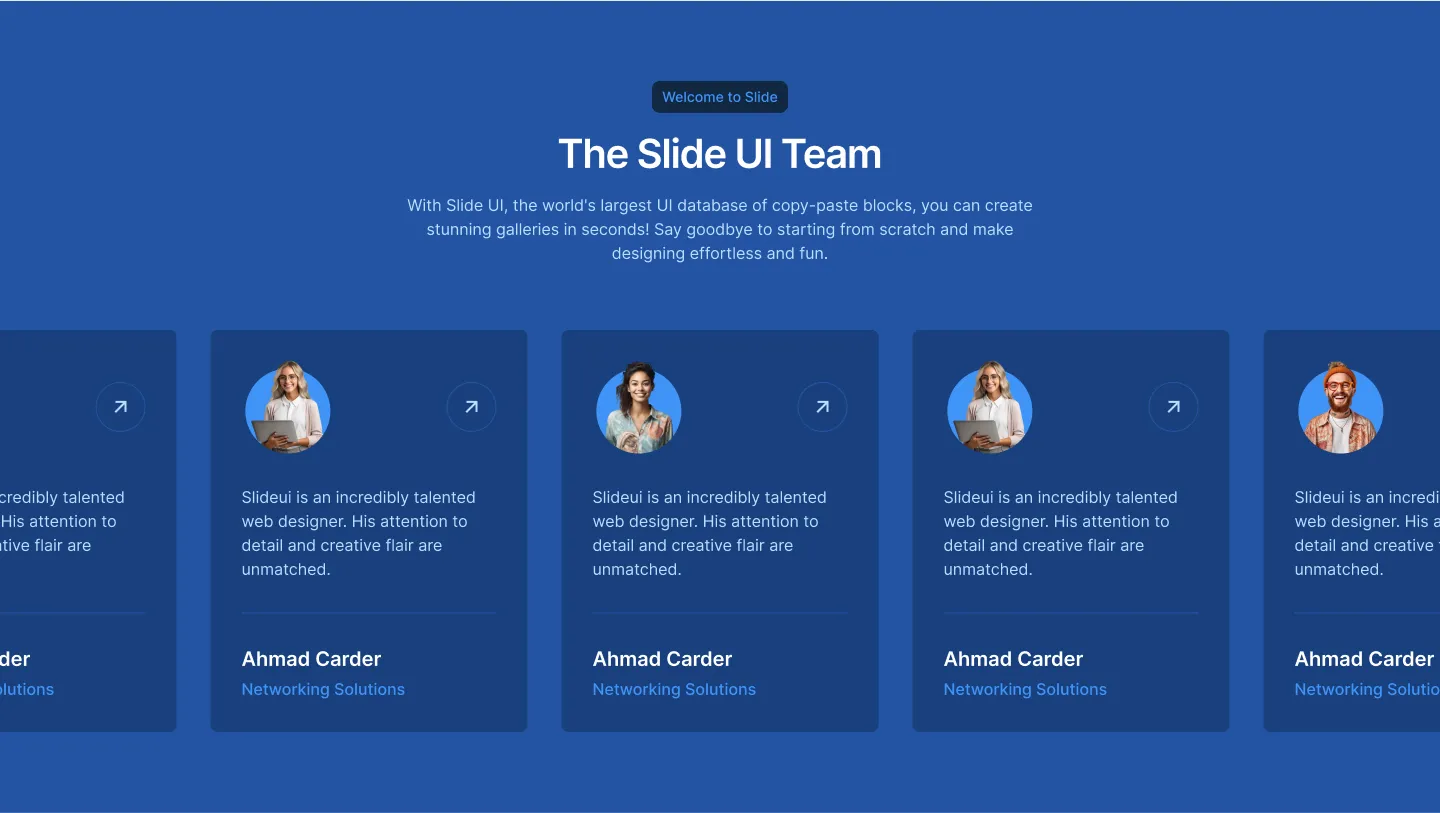 Welcome to Slide
The Slide UI Team
With Slide UI, the world's largest UI database of copy-paste blocks, you can create
stunning galleries in seconds! Say goodbye to starting from scratch and make
designing effortless and fun.
talented
His attention to
flair are
Slideui is an incredibly talented
web designer. His attention to
detail and creative flair are
unmatched.
Ahmad Carder
Networking Solutions
Slideui is an incredibly talented
web designer. His attention to
detail and creative flair are
unmatched.
Ahmad Carder
Networking Solutions
Slideui is an incredibly talented
web designer. His attention to
detail and creative flair are
unmatched.
Ahmad Carder
Networking Solutions
Slideui is an
web designer. His
detail and creative
unmatched.
Ahmad Carder
Networking